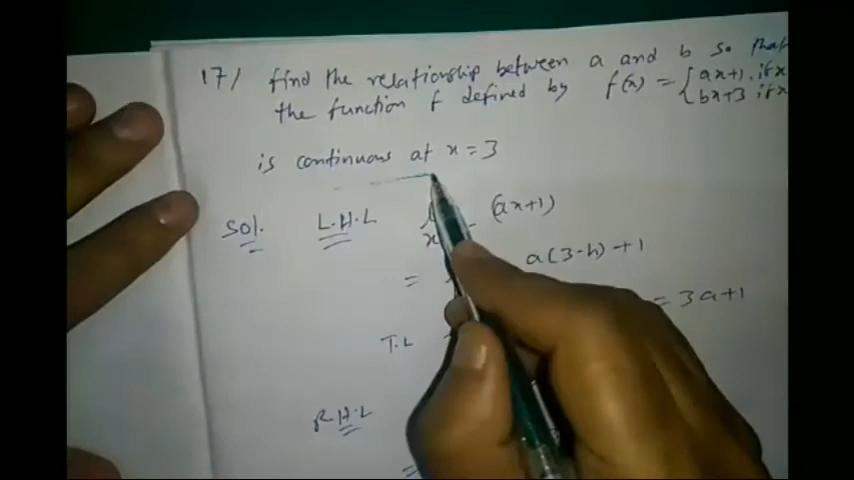 17/ find the relationship between a and b so that
the function f defined by f(x) = { ax+1, if x
bx+3 if x
is continuous at x = 3
Sol. L.H.L (ax+1)
x
= a(3-h) + 1
= 3a+1
T.L
R.H.L
=